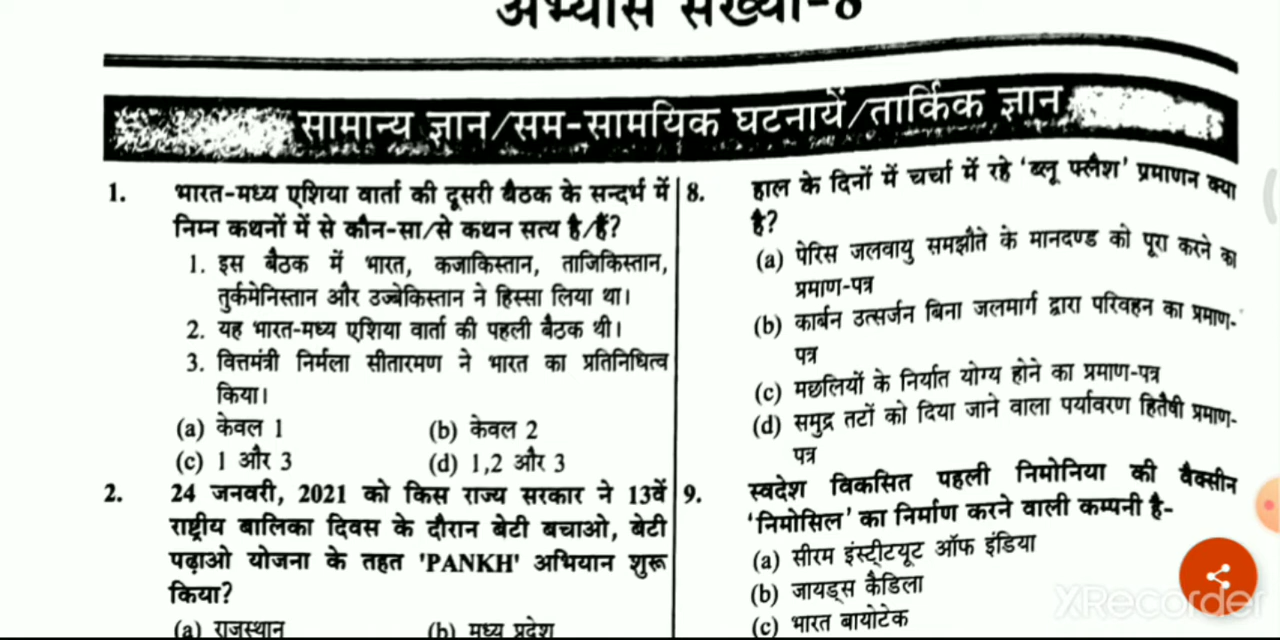 अभ्यास संख्या-8
सामान्य ज्ञान/सम-सामयिक घटनायें/तार्किक ज्ञान
1. भारत-मध्य एशिया वार्ता की दूसरी बैठक के सन्दर्भ में
निम्न कथनों में से कौन-सा/से कथन सत्य है/हैं?
1. इस बैठक में भारत, कजाकिस्तान, ताजिकिस्तान,
तुर्कमेनिस्तान और उज्बेकिस्तान ने हिस्सा लिया था।
2. यह भारत-मध्य एशिया वार्ता की पहली बैठक थी।
3. वित्तमंत्री निर्मला सीतारमण ने भारत का प्रतिनिधित्व
किया।
(a) केवल 1 (b) केवल 2
(c) 1 और 3 (d) 1,2 और 3
2. 24 जनवरी, 2021 को किस राज्य सरकार ने 13वें
राष्ट्रीय बालिका दिवस के दौरान बेटी बचाओ, बेटी
पढ़ाओ योजना के तहत 'PANKH' अभियान शुरू
किया?
(a) राजस्थान (b) मध्य प्रदेश
8. हाल के दिनों में चर्चा में रहे 'ब्लू फ्लैश' प्रमाणन क्या
है?
(a) पेरिस जलवायु समझौते के मानदण्ड को पूरा करने का
प्रमाण-पत्र
(b) कार्बन उत्सर्जन बिना जलमार्ग द्वारा परिवहन का प्रमाण-
पत्र
(c) मछलियों के निर्यात योग्य होने का प्रमाण-पत्र
(d) समुद्र तटों को दिया जाने वाला पर्यावरण हितैषी प्रमाण-
पत्र
9. स्वदेश विकसित पहली निमोनिया की वैक्सीन
'निमोसिल' का निर्माण करने वाली कम्पनी है-
(a) सीरम इंस्टी्टयूट ऑफ इंडिया
(b) जायड्स कैडिला
(c) भारत बायोटेक
XRecorder